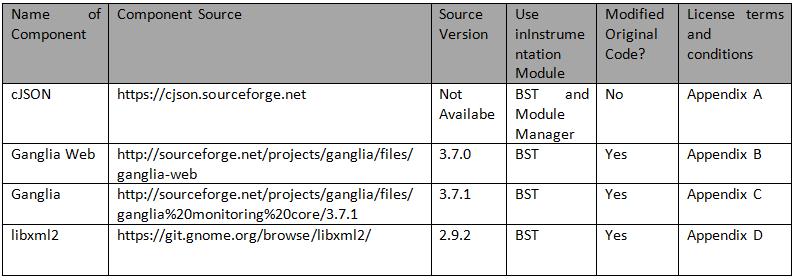 Name of Component Source Source Use Modified License terms
Component Version inInstrume Original and
ntation Code? conditions
Module
cJSON https://cjson.sourceforge.net Not BST and No Appendix A
Availabe Module
Manager
Ganglia Web http://sourceforge.net/projects/ganglia/files/ 3.7.0 BST Yes Appendix B
ganglia-web
Ganglia http://sourceforge.net/projects/ganglia/files/ 3.7.1 BST Yes Appendix C
ganglia%20monitoring%20core/3.7.1
libxml2 https://git.gnome.org/browse/libxml2/ 2.9.2 BST Yes Appendix D